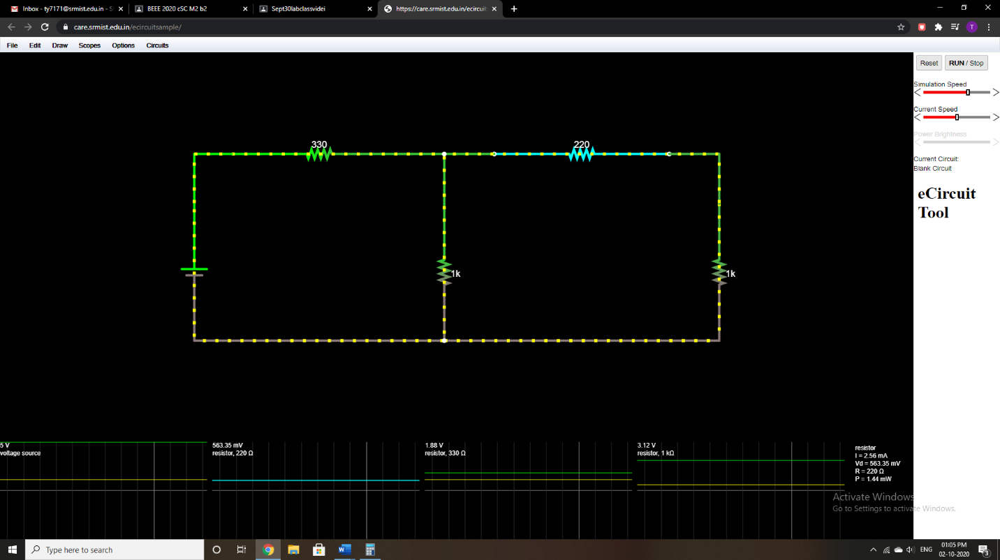 Inbox - ty7171@srmist.edu.in - S
BEEE 2020 cSC M2 b2
Sept30labclassvidei
https://care.srmist.edu.in/ecircuit
care.srmist.edu.in/ecircuitsample/
T
File Edit Draw Scopes Options Circuits
Reset RUN / Stop
Simulation Speed
Current Speed
Power Brightness
Current Circuit:
Blank Circuit
eCircuit
Tool
330
220
1k
1k
5 V
voltage source
563.35 mV
resistor, 220 Ω
1.88 V
resistor, 330 Ω
3.12 V
resistor, 1 kΩ
resistor
I = 2.56 mA
Vd = 563.35 mV
R = 220 Ω
P = 1.44 mW
Activate Windows
Go to Settings to activate Windows.
Type here to search
ENG
01:05 PM
02-10-2020
3